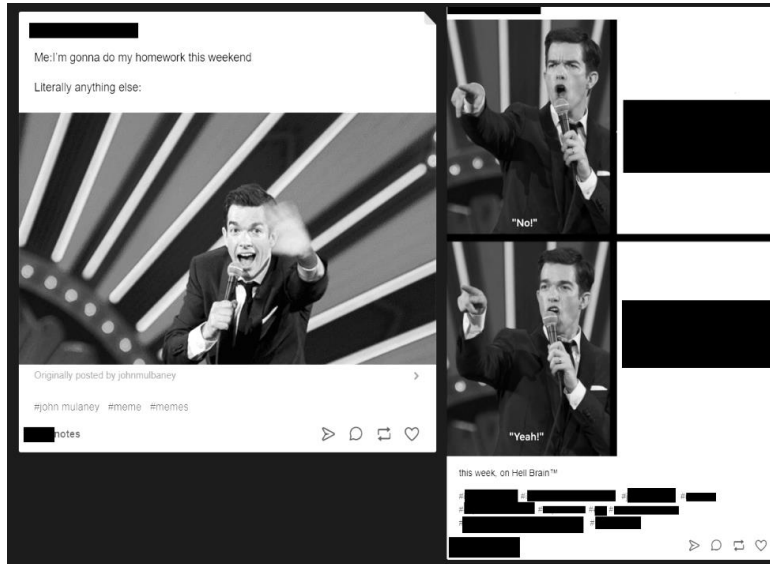 Me:I'm gonna do my homework this weekend
Literally anything else:
Originally posted by johnmulbaney
#john mulaney #meme #memes
notes
"No!"
"Yeah!"
this week, on Hell Brain™
# # # #
# # # #
# #